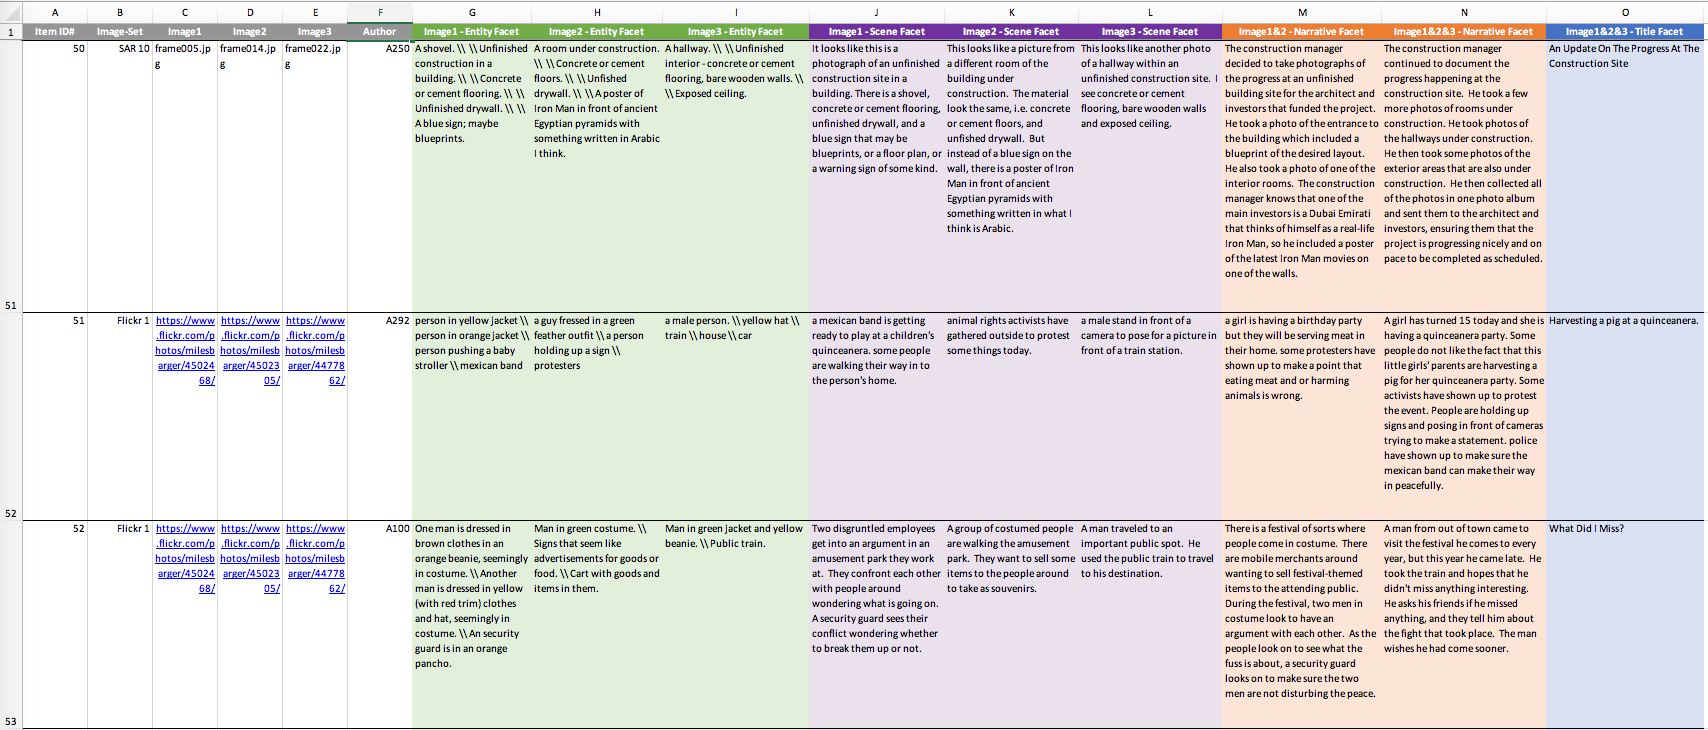 A B C D E F G H I J K L M N O
1 Item ID# Image-Set Image1 Image2 Image3 Author Image1 - Entity Facet Image2 - Entity Facet Image3 - Entity Facet Image1 - Scene Facet Image2 - Scene Facet Image3 - Scene Facet Image1&2 - Narrative Facet Image1&2&3 - Narrative Facet Image1&2&3 - Title Facet
51
50
SAR 10
frame005.jp
g
frame014.jp
g
frame022.jp
g
A250
A shovel. \\ \\ Unfinished
construction in a
building. \\ \\ Concrete
or cement flooring. \\ \\
Unfinished drywall. \\ \\
A blue sign; maybe
blueprints.
A room under construction.
\\ \\ Concrete or cement
floors. \\ \\ Unfished
drywall. \\ \\ A poster of
Iron Man in front of ancient
Egyptian pyramids with
something written in Arabic
I think.
A hallway. \\ \\ Unfinished
interior - concrete or cement
flooring, bare wooden walls. \\
\\ Exposed ceiling.
It looks like this is a
photograph of an unfinished
construction site in a
building. There is a shovel,
concrete or cement flooring,
unfinished drywall, and a
blue sign that may be
blueprints, or a floor plan, or
a warning sign of some kind.
This looks like a picture from
a different room of the
building under
construction. The material
look the same, i.e. concrete
or cement floors, and
unfished drywall. But
instead of a blue sign on the
wall, there is a poster of Iron
Man in front of ancient
Egyptian pyramids with
something written in what I
think is Arabic.
This looks like another photo
of a hallway within an
unfinished construction site. I
see concrete or cement
flooring, bare wooden walls
and exposed ceiling.
The construction manager
decided to take photographs of
the progress at an unfinished
building site for the architect and
investors that funded the project.
He took a photo of the entrance to
the building which included a
blueprint of the desired layout.
He also took a photo of one of the
interior rooms. The construction
manager knows that one of the
main investors is a Dubai Emirati
that thinks of himself as a real-life
Iron Man, so he included a poster
of the latest Iron Man movies on
one of the walls.
The construction manager
continued to document the
progress happening at the
construction site. He took a few
more photos of rooms under
construction. He took photos of
the hallways under construction.
He then took some photos of the
exterior areas that are also under
construction. He then collected all
of the photos in one photo album
and sent them to the architect and
investors, ensuring them that the
project is progressing nicely and on
pace to be completed as scheduled.
An Update On The Progress At The
Construction Site
52
51
Flickr 1
https://www
.flickr.com/p
hotos/milesb
arger/45024
68/
https://www
.flickr.com/p
hotos/milesb
arger/45023
05/
https://www
.flickr.com/p
hotos/milesb
arger/44778
62/
A292
person in yellow jacket \\
person in orange jacket \\
person pushing a baby
stroller \\ mexican band
a guy fressed in a green
feather outfit \\ a person
holding up a sign \\
protesters
a male person. \\ yellow hat \\
train \\ house \\ car
a mexican band is getting
ready to play at a children's
quinceanera. some people
are walking their way in to
the person's home.
animal rights activists have
gathered outside to protest
some things today.
a male stand in front of a
camera to pose for a picture in
front of a train station.
a girl is having a birthday party
but they will be serving meat in
their home. some protesters have
shown up to make a point that
eating meat and or harming
animals is wrong.
A girl has turned 15 today and she is
having a quinceanera party. Some
people do not like the fact that this
little girls' parents are harvesting a
pig for her quinceanera party. Some
activists have shown up to protest
the event. People are holding up
signs and posing in front of cameras
trying to make a statement. police
have shown up to make sure the
mexican band can make their way
in peacefully.
Harvesting a pig at a quinceanera.
53
52
Flickr 1
https://www
.flickr.com/p
hotos/milesb
arger/45024
68/
https://www
.flickr.com/p
hotos/milesb
arger/45023
05/
https://www
.flickr.com/p
hotos/milesb
arger/44778
62/
A100
One man is dressed in
brown clothes in an
orange beanie, seemingly
in costume. \\ Another
man is dressed in yellow
(with red trim) clothes
and hat, seemingly in
costume. \\ An security
guard is in an orange
pancho.
Man in green costume. \\
Signs that seem like
advertisements for goods or
food. \\ Cart with goods and
items in them.
Man in green jacket and yellow
beanie. \\ Public train.
Two disgruntled employees
get into an argument in an
amusement park they work
at. They confront each other
with people around
wondering what is going on.
A security guard sees their
conflict wondering whether
to break them up or not.
A group of costumed people
are walking the amusement
park. They want to sell some
items to the people around
to take as souvenirs.
A man traveled to an
important public spot. He
used the public train to travel
to his destination.
There is a festival of sorts where
people come in costume. There
are mobile merchants around
wanting to sell festival-themed
items to the attending public.
During the festival, two men in
costume look to have an
argument with each other. As the
people look on to see what the
fuss is about, a security guard
looks on to make sure the two
men are not disturbing the peace.
A man from out of town came to
visit the festival he comes to every
year, but this year he came late. He
took the train and hopes that he
didn't miss anything interesting.
He asks his friends if he missed
anything, and they tell him about
the fight that took place. The man
wishes he had come sooner.
What Did I Miss?